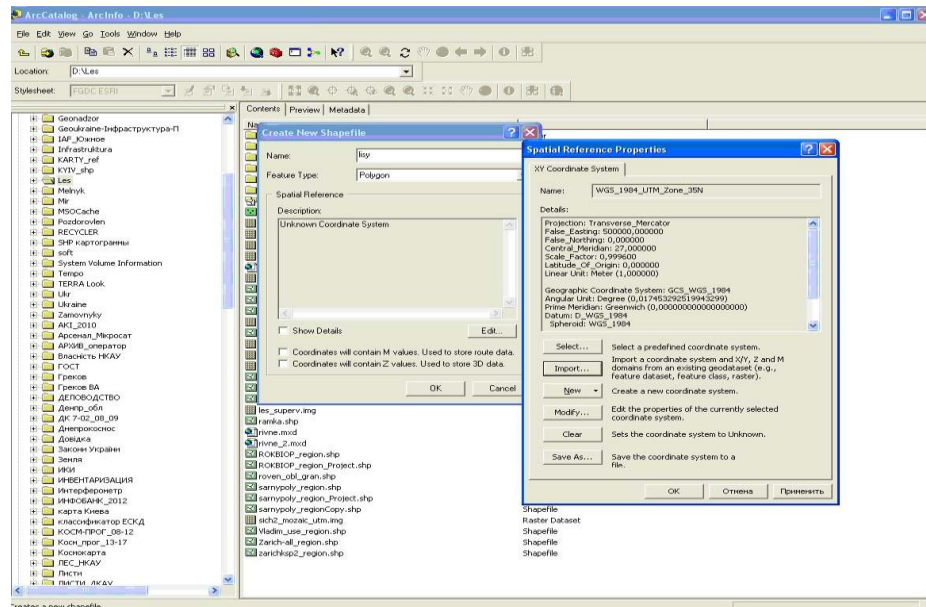 ArcCatalog - ArcInfo - D:\Les
File Edit View Go Tools Window Help
Location: D:\Les
Stylesheet: FGDC ESRI
Geonadzor
Geoukraine-Інфраструктура-П
IAF_Южное
Infrastruktura
KARTY_ref
KYIV_shp
Les
Melnyk
Mir
MSOCache
Pozdorovlen
RECYCLER
SHP картограммы
soft
System Volume Information
Tempo
TERRA Look
Ukr
Ukraine
Zamovnyky
АКІ_2010
Арсенал_Мікросат
АРХИВ_оператор
Власність НКАУ
ГОСТ
Греков
Греков ВА
ДЕЛОВОДСТВО
Денпр_обл
ДК 7-02_08_09
Днепрокоснос
Довідка
Закони України
Земля
ИКИ
ИНВЕНТАРИЗАЦИЯ
Интерферометр
ИНФОБАНК_2012
карта Киева
классификатор ЕСКД
КОСМ-ПРОГ_08-12
Косм_прог_13-17
Коснокарта
ЛЕС_НКАУ
Листи
Contents Preview Metadata
Create New Shapefile
Name: lisy
Feature Type: Polygon
Spatial Reference
Description:
Unknown Coordinate System
Show Details
Edit...
Coordinates will contain M values. Used to store route data.
Coordinates will contain Z values. Used to store 3D data.
OK Cancel
les_superv.img
ramka.shp
rivne.mxd
rivne_2.mxd
ROKBIOP_region.shp
ROKBIOP_region_Project.shp
roven_obl_gran.shp
sarnypoly_region.shp
sarnypoly_region_Project.shp
sarnypoly_regionCopy.shp Shapefile
sich2_mozaic_utm.img Raster Dataset
Vladim_use_region.shp Shapefile
Zarich-all_region.shp Shapefile
zarichksp2_region.shp Shapefile
Spatial Reference Properties
XY Coordinate System
Name: WGS_1984_UTM_Zone_35N
Details:
Projection: Transverse_Mercator
False_Easting: 500000,000000
False_Northing: 0,000000
Central_Meridian: 27,000000
Scale_Factor: 0,999600
Latitude_Of_Origin: 0,000000
Linear Unit: Meter (1,000000)
Geographic Coordinate System: GCS_WGS_1984
Angular Unit: Degree (0,017453292519943299)
Prime Meridian: Greenwich (0,000000000000000000)
Datum: D_WGS_1984
Spheroid: WGS_1984
Select... Select a predefined coordinate system.
Import... Import a coordinate system and X/Y, Z and M
domains from an existing geodataset (e.g.,
feature dataset, feature class, raster).
New Create a new coordinate system.
Modify... Edit the properties of the currently selected
coordinate system.
Clear Sets the coordinate system to Unknown.
Save As... Save the coordinate system to a
file.
OK Отмена Применить